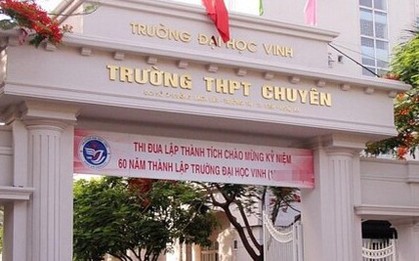 TRƯỜNG ĐẠI HỌC VINH
TRƯỜNG THPT CHUYÊN
THI ĐUA LẬP THÀNH TÍCH CHÀO MỪNG KỶ NIỆM
60 NĂM THÀNH LẬP TRƯỜNG ĐẠI HỌC VINH